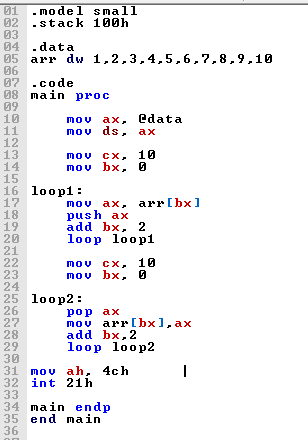 01 .model small
02 .stack 100h
03
04 .data
05 arr dw 1,2,3,4,5,6,7,8,9,10
06
07 .code
08 main proc
09
10 mov ax, @data
11 mov ds, ax
12
13 mov cx, 10
14 mov bx, 0
15
16 loop1:
17 mov ax, arr[bx]
18 push ax
19 add bx, 2
20 loop loop1
21
22 mov cx, 10
23 mov bx, 0
24
25 loop2:
26 pop ax
27 mov arr[bx],ax
28 add bx,2
29 loop loop2
30
31 mov ah, 4ch
32 int 21h
33
34 main endp
35 end main
36